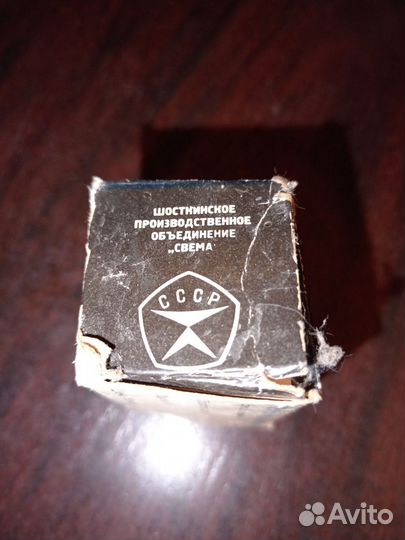 ШОСТКИНСКОЕ
ПРОИЗВОДСТВЕННОЕ
ОБЪЕДИНЕНИЕ
„СВЕМА
СССР
Avito